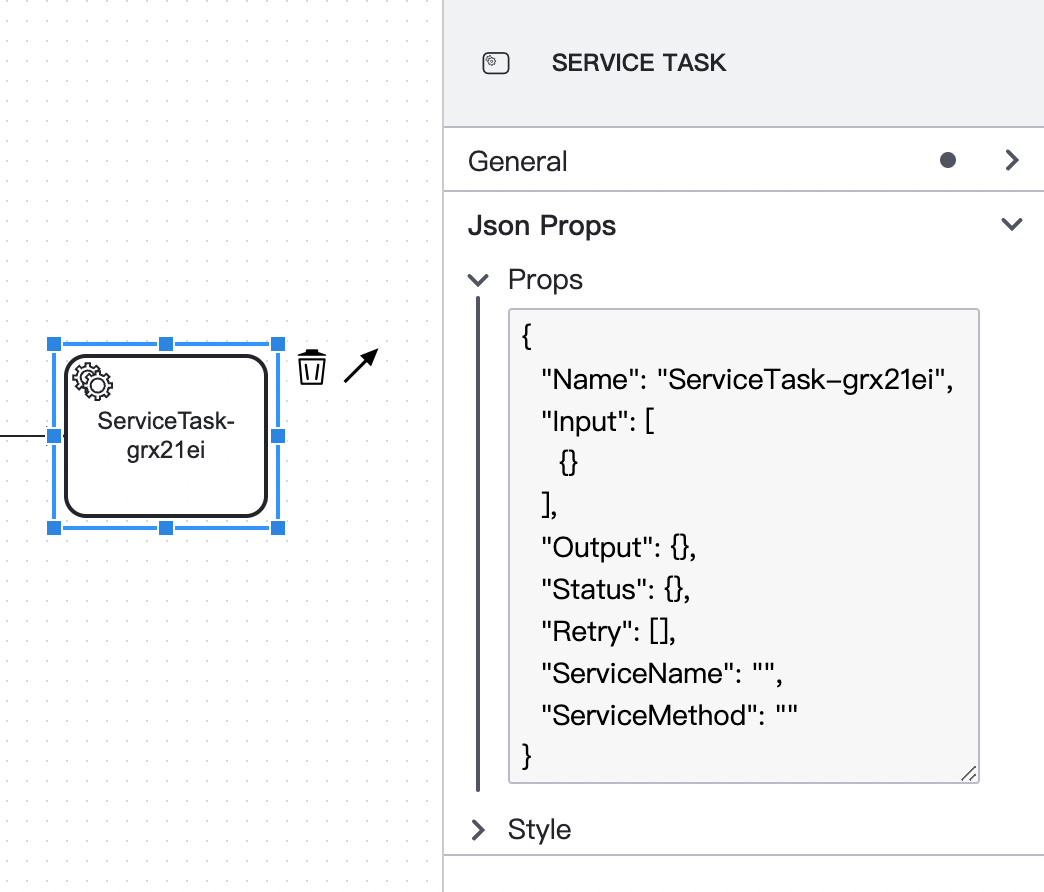 SERVICE TASK
General
Json Props
Props
{
"Name": "ServiceTask-grx21ei",
"Input": [
{}
],
"Output": {},
"Status": {},
"Retry": [],
"ServiceName": "",
"ServiceMethod": ""
}
Style
ServiceTask-
grx21ei